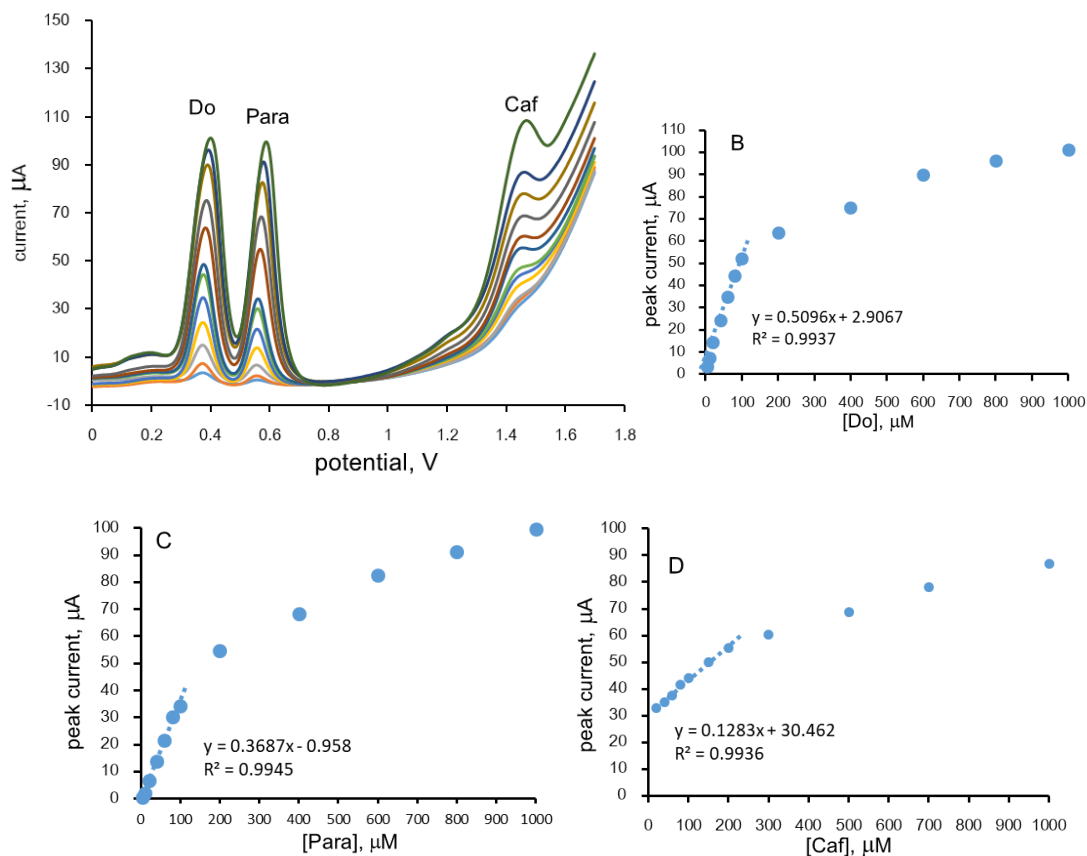 150
130
110
90
70
50
30
10
-10
current, µA
Do
Para
Caf
0 0.2 0.4 0.6 0.8 1 1.2 1.4 1.6 1.8
potential, V
B
110
100
90
80
70
60
50
40
30
20
10
0
peak current, µA
y = 0.5096x + 2.9067
R² = 0.9937
0 100 200 300 400 500 600 700 800 900 1000
[Do], µM
C
100
90
80
70
60
50
40
30
20
10
0
peak current, µA
y = 0.3687x - 0.958
R² = 0.9945
0 100 200 300 400 500 600 700 800 900 1000
[Para], µM
D
100
90
80
70
60
50
40
30
20
10
0
peak current, µA
y = 0.1283x + 30.462
R² = 0.9936
0 100 200 300 400 500 600 700 800 900 1000
[Caf], µM